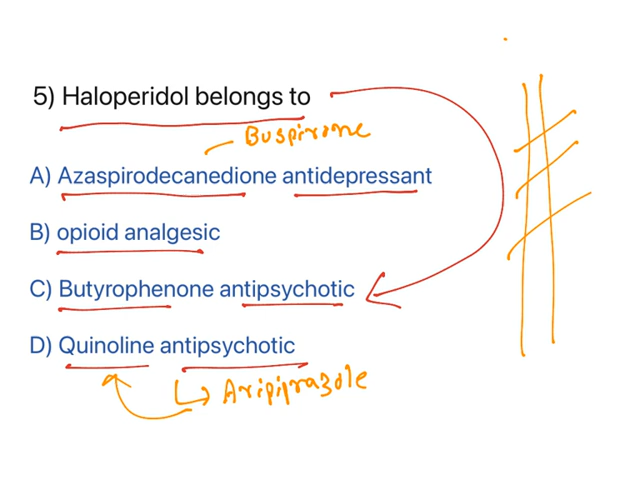 5) Haloperidol belongs to
Buspirone
A) Azaspirodecanedione antidepressant
B) opioid analgesic
C) Butyrophenone antipsychotic
D) Quinoline antipsychotic
Aripiprazole